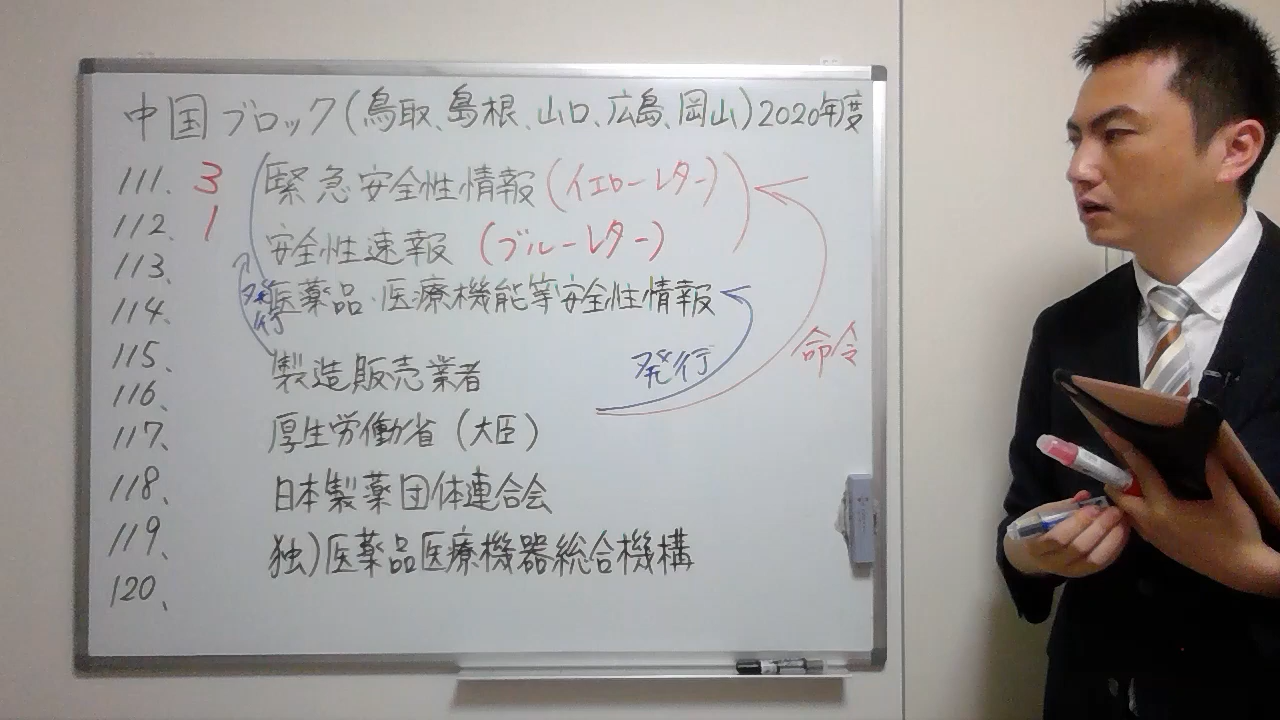 中国ブロック(鳥取、島根、山口、広島、岡山)2020年度
111. 3 緊急安全性情報(イエローレター)
112. 1 安全性速報 (ブルーレター)
113、
発行
医薬品・医療機能等安全性情報
114、
115、
発行
命令
製造販売業者
116、
117、
厚生労働省(大臣)
118、
日本製薬団体連合会
119、
独)医薬品医療機器総合機構
120、